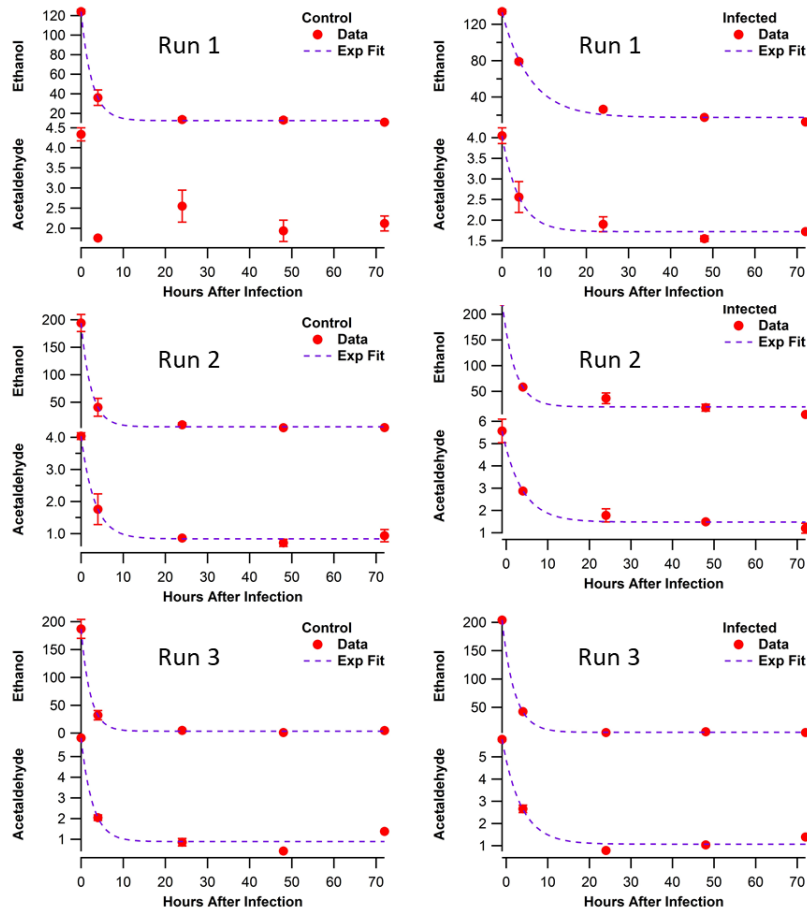 Run 1
Control
Data
Exp Fit
Ethanol
120
100
80
60
40
20
Acetaldehyde
4.5
3.5
3.0
2.5
2.0
0 10 20 30 40 50 60 70
Hours After Infection
Run 1
Infected
Data
Exp Fit
Ethanol
120
80
40
Acetaldehyde
4.0
3.5
3.0
2.5
2.0
1.5
0 10 20 30 40 50 60 70
Hours After Infection
Run 2
Control
Data
Exp Fit
Ethanol
200
150
100
50
Acetaldehyde
4.0
3.0
2.0
1.0
0 10 20 30 40 50 60 70
Hours After Infection
Run 2
Infected
Data
Exp Fit
Ethanol
200
150
100
50
Acetaldehyde
6
5
4
3
2
1
0 10 20 30 40 50 60 70
Hours After Infection
Run 3
Control
Data
Exp Fit
Ethanol
200
150
100
50
0
Acetaldehyde
5
4
3
2
1
0 10 20 30 40 50 60 70
Hours After Infection
Run 3
Infected
Data
Exp Fit
Ethanol
200
150
100
50
Acetaldehyde
5
4
3
2
1
0 10 20 30 40 50 60 70
Hours After Infection